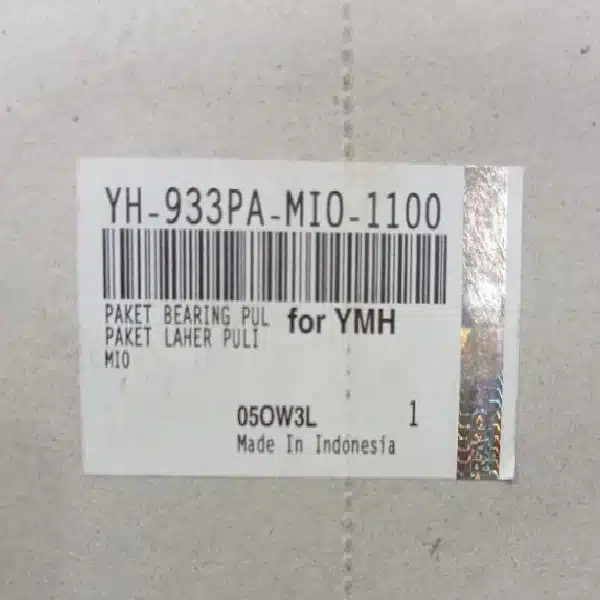 YH-933PA-MIO-1100
PAKET BEARING PUL for YMH
PAKET LAHER PULI
MIO
05OW3L 1
Made In Indonesia